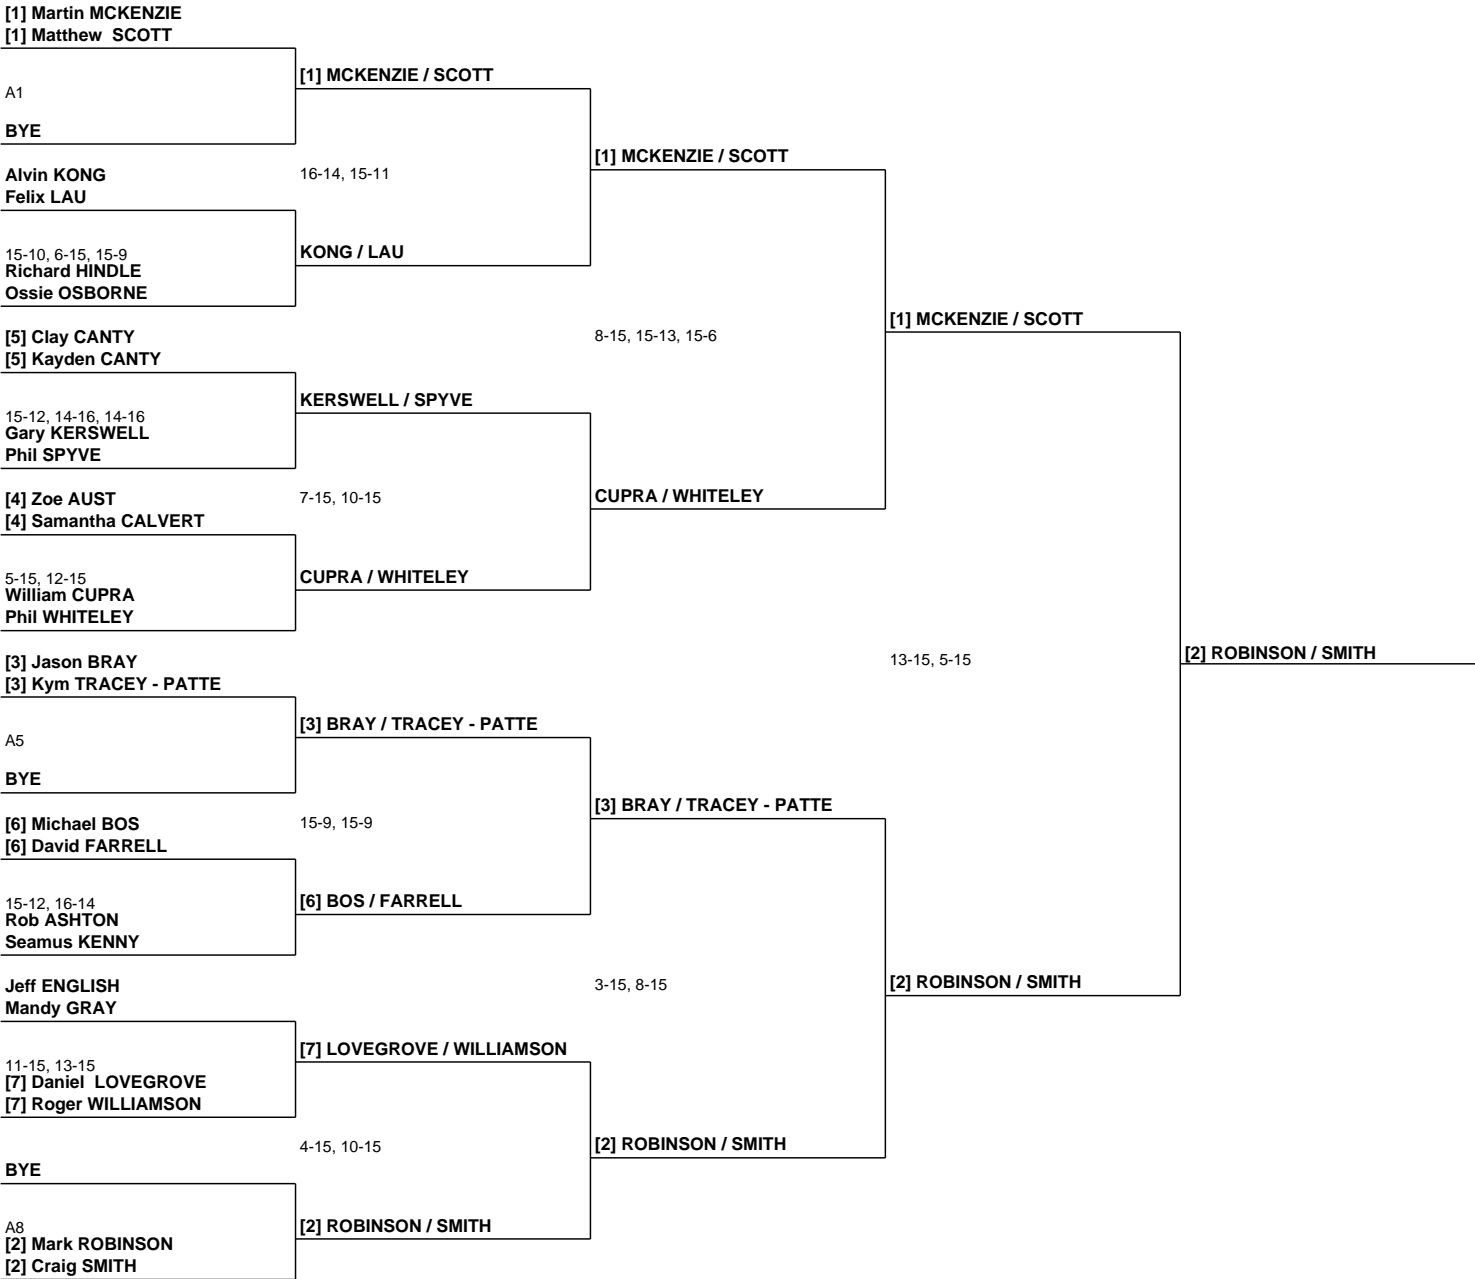 [1] Martin MCKENZIE
[1] Matthew  SCOTT
[1] MCKENZIE / SCOTT
A1
BYE
[1] MCKENZIE / SCOTT
Alvin KONG
16-14, 15-11
Felix LAU
15-10, 6-15, 15-9
KONG / LAU
Richard HINDLE
Ossie OSBORNE
[1] MCKENZIE / SCOTT
[5] Clay CANTY
8-15, 15-13, 15-6
[5] Kayden CANTY
KERSWELL / SPYVE
15-12, 14-16, 14-16
Gary KERSWELL
Phil SPYVE
[4] Zoe AUST
7-15, 10-15
CUPRA / WHITELEY
[4] Samantha CALVERT
5-15, 12-15
CUPRA / WHITELEY
William CUPRA
Phil WHITELEY
[3] Jason BRAY
13-15, 5-15
[2] ROBINSON / SMITH
[3] Kym TRACEY - PATTE
[3] BRAY / TRACEY - PATTE
A5
BYE
[3] BRAY / TRACEY - PATTE
[6] Michael BOS
15-9, 15-9
[6] David FARRELL
15-12, 16-14
[6] BOS / FARRELL
Rob ASHTON
Seamus KENNY
Jeff ENGLISH
3-15, 8-15
[2] ROBINSON / SMITH
Mandy GRAY
[7] LOVEGROVE / WILLIAMSON
11-15, 13-15
[7] Daniel  LOVEGROVE
[7] Roger WILLIAMSON
4-15, 10-15
[2] ROBINSON / SMITH
BYE
A8
[2] ROBINSON / SMITH
[2] Mark ROBINSON
[2] Craig SMITH